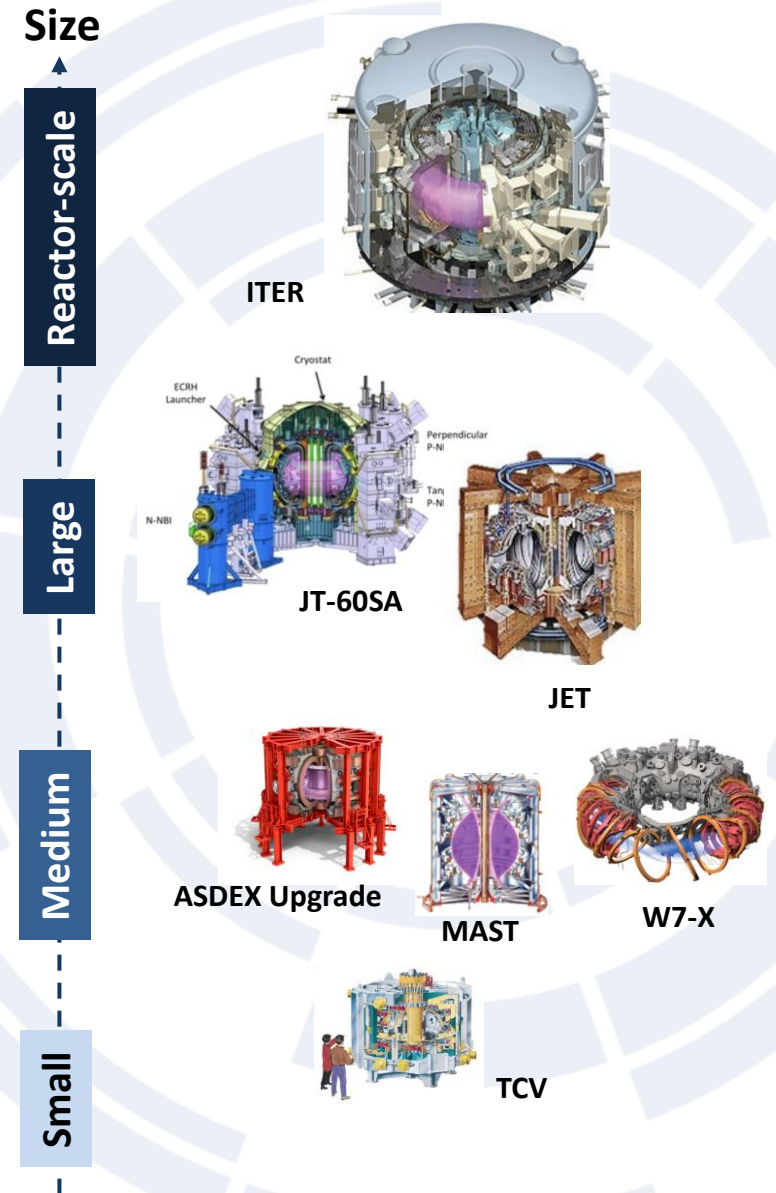 Size
Reactor-scale
ITER
Cryostat
ECRH
Launcher
Perpendicular
P-NI
Tan
P-NI
N-NBI
Large
JT-60SA
JET
Medium
ASDEX Upgrade
MAST
W7-X
Small
TCV